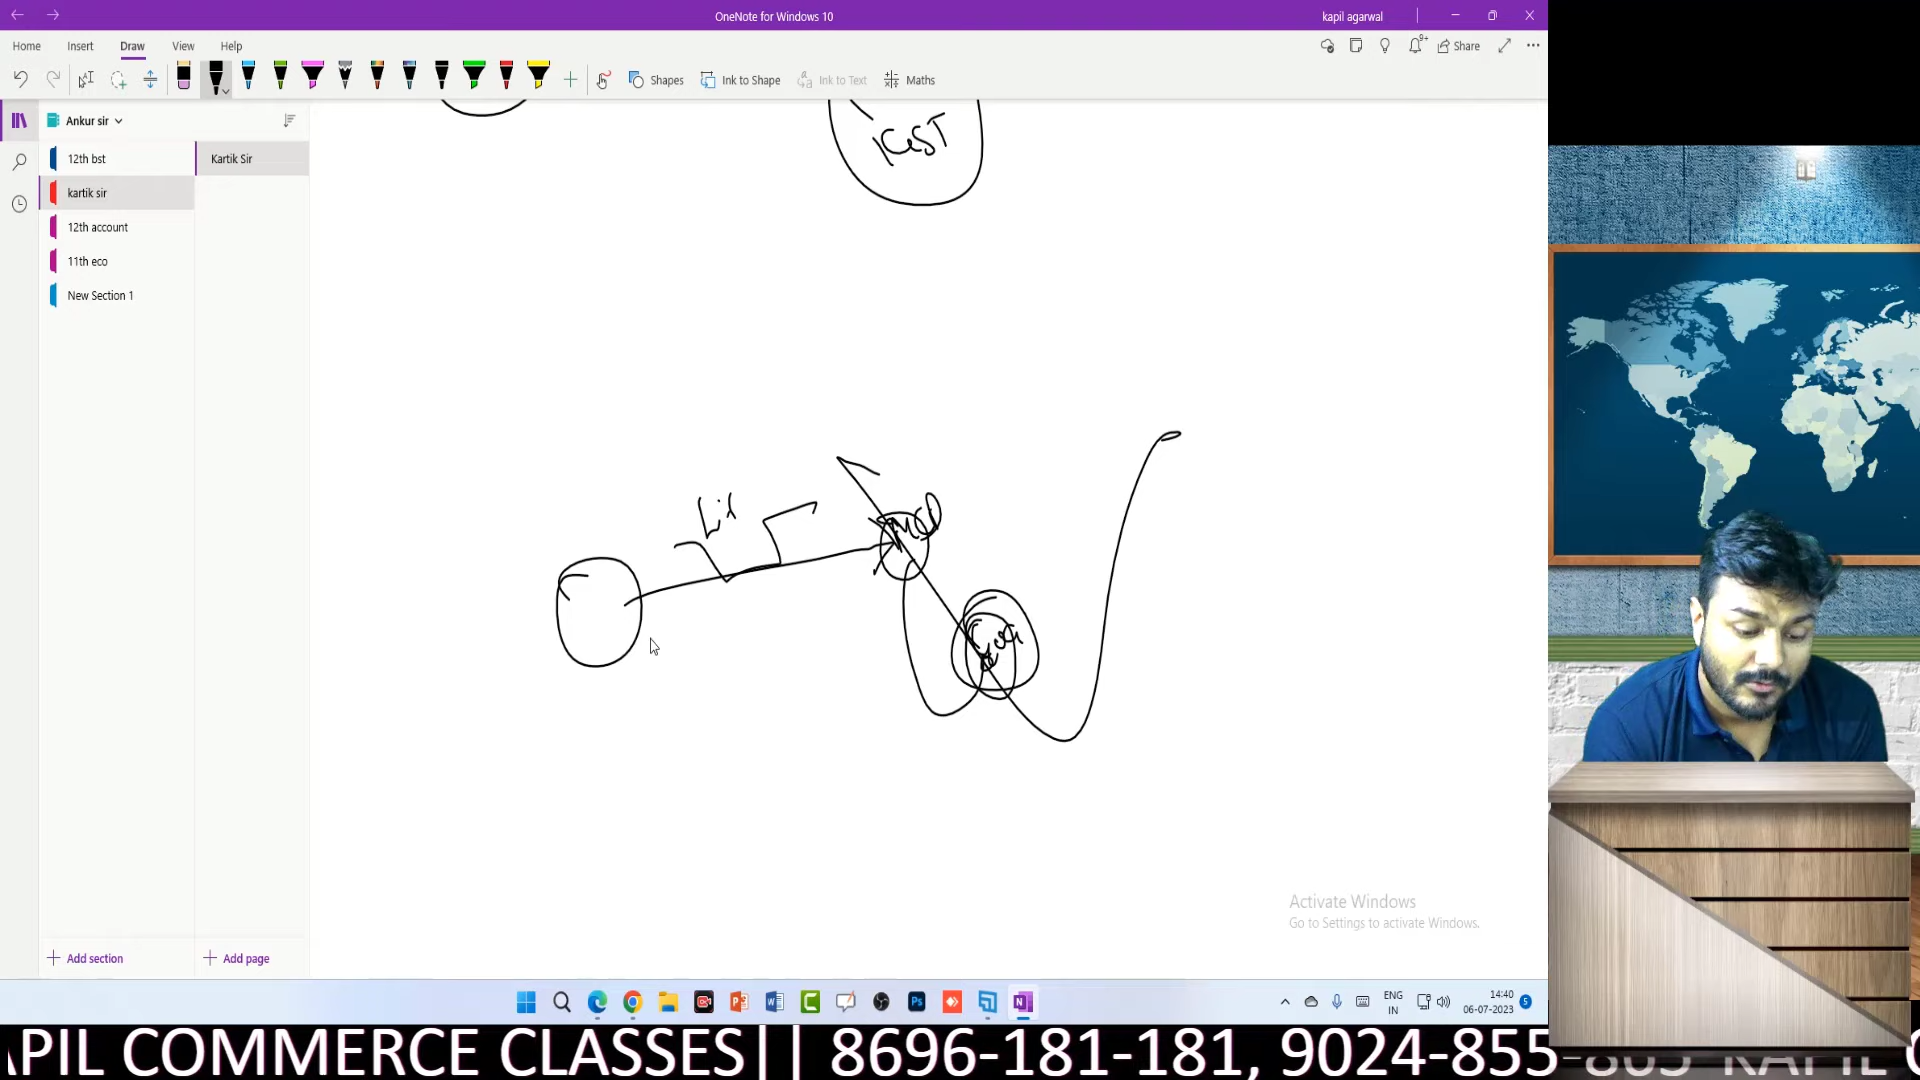 OneNote for Windows 10
kapil agarwal
Home Insert Draw View Help
9+ Share
Shapes Ink to Shape Ink to Text Maths
Ankur sir
12th bst
kartik sir
12th account
11th eco
New Section 1
Kartik Sir
Activate Windows
Go to Settings to activate Windows.
Add section
Add page
ENG
IN
14:40
06-07-2023
5
APIL COMMERCE CLASSES|| 8696-181-181, 9024-855-